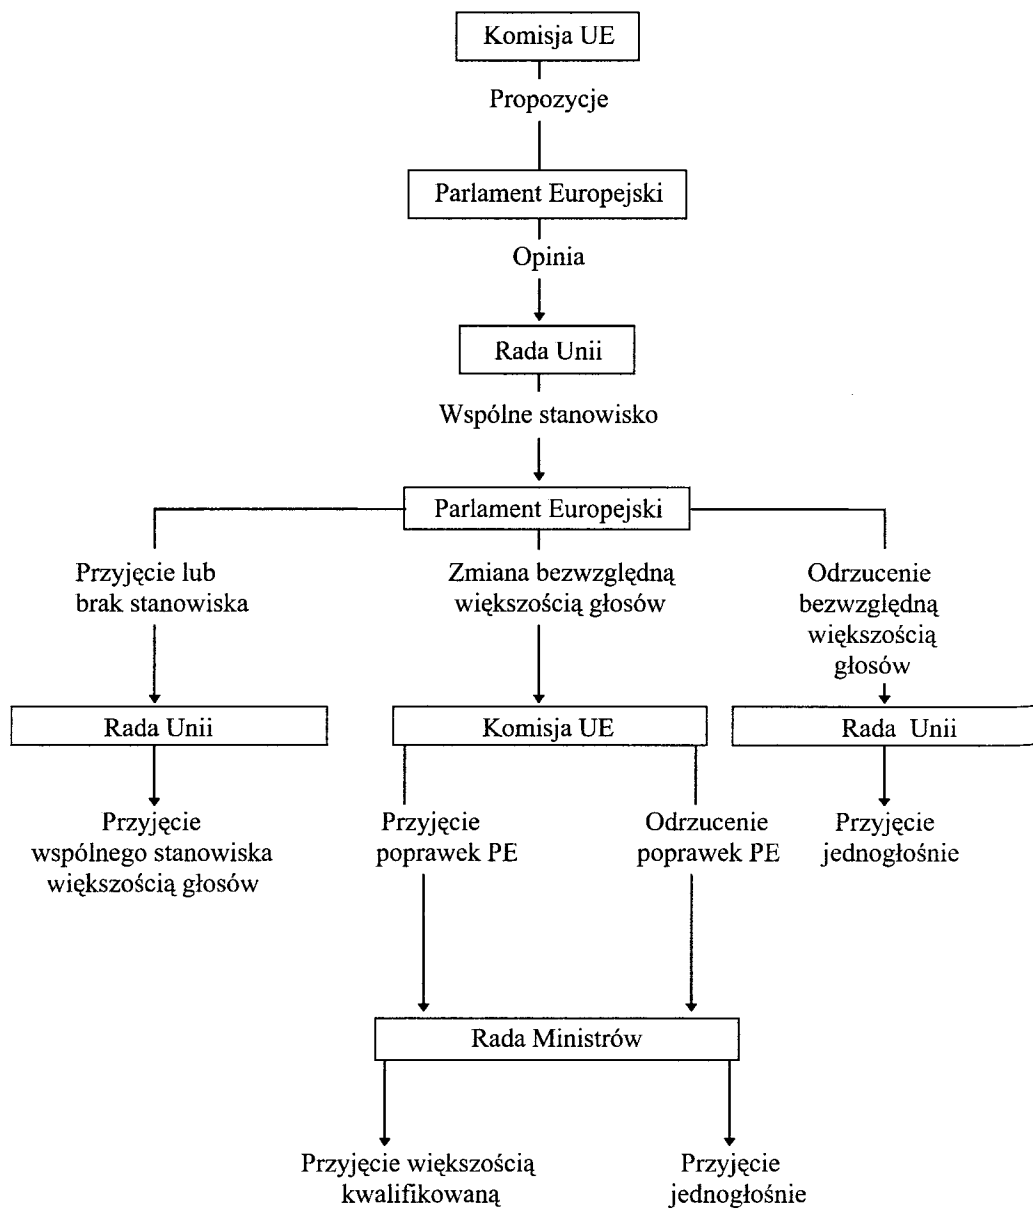 Komisja UE
Propozycje
Parlament Europejski
Opinia
Rada Unii
Wspólne stanowisko
Parlament Europejski
Przyjęcie lub
brak stanowiska
Zmiana bezwzględną
większością głosów
Odrzucenie
bezwzględną
większością
głosów
Rada Unii
Komisja UE
Rada Unii
Przyjęcie
wspólnego stanowiska
większością głosów
Przyjęcie
poprawek PE
Odrzucenie
poprawek PE
Przyjęcie
jednogłośnie
Rada Ministrów
Przyjęcie większością
kwalifikowaną
Przyjęcie
jednogłośnie